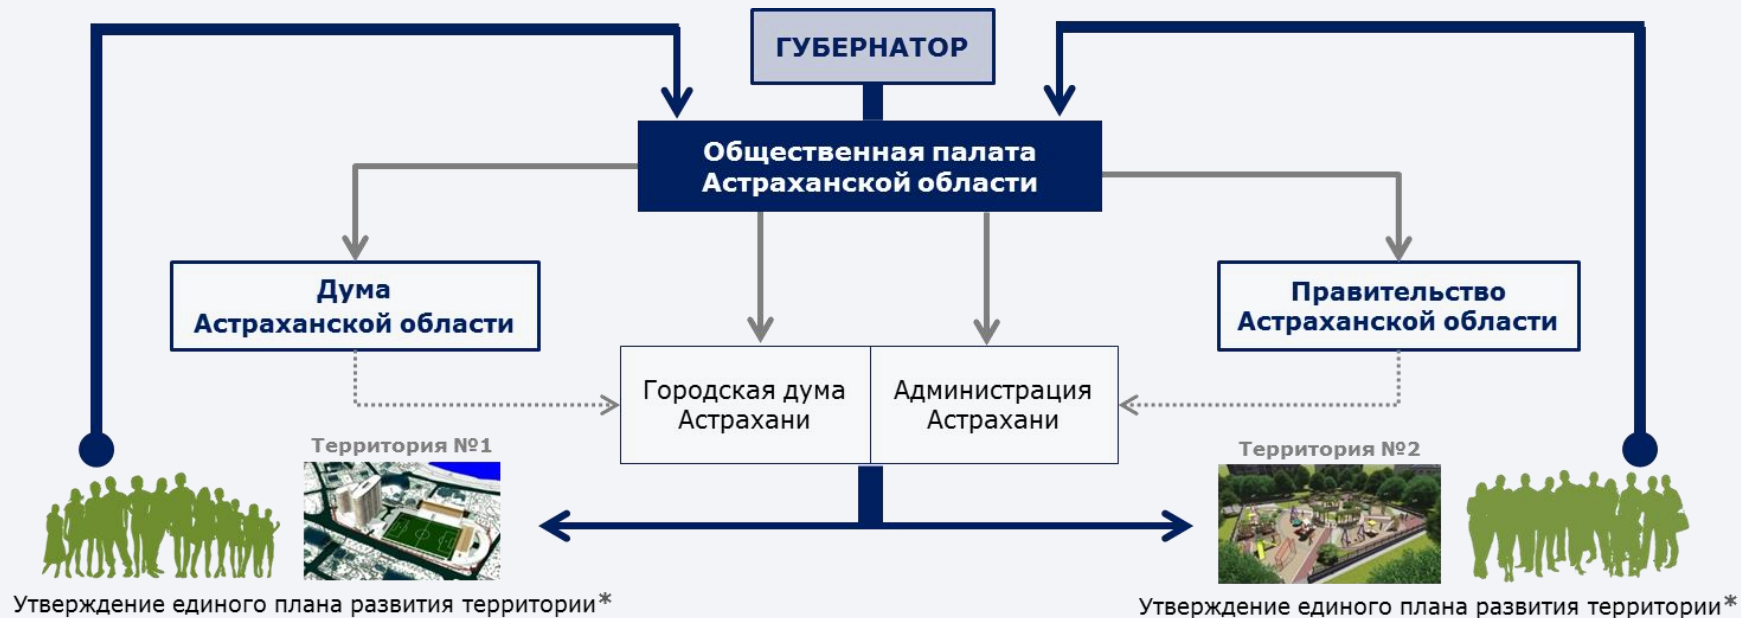 ГУБЕРНАТОР
Общественная палата
Астраханской области
Дума
Астраханской области
Правительство
Астраханской области
Городская дума
Астрахани
Администрация
Астрахани
Территория №1
Территория №2
Утверждение единого плана развития территории*
Утверждение единого плана развития территории*